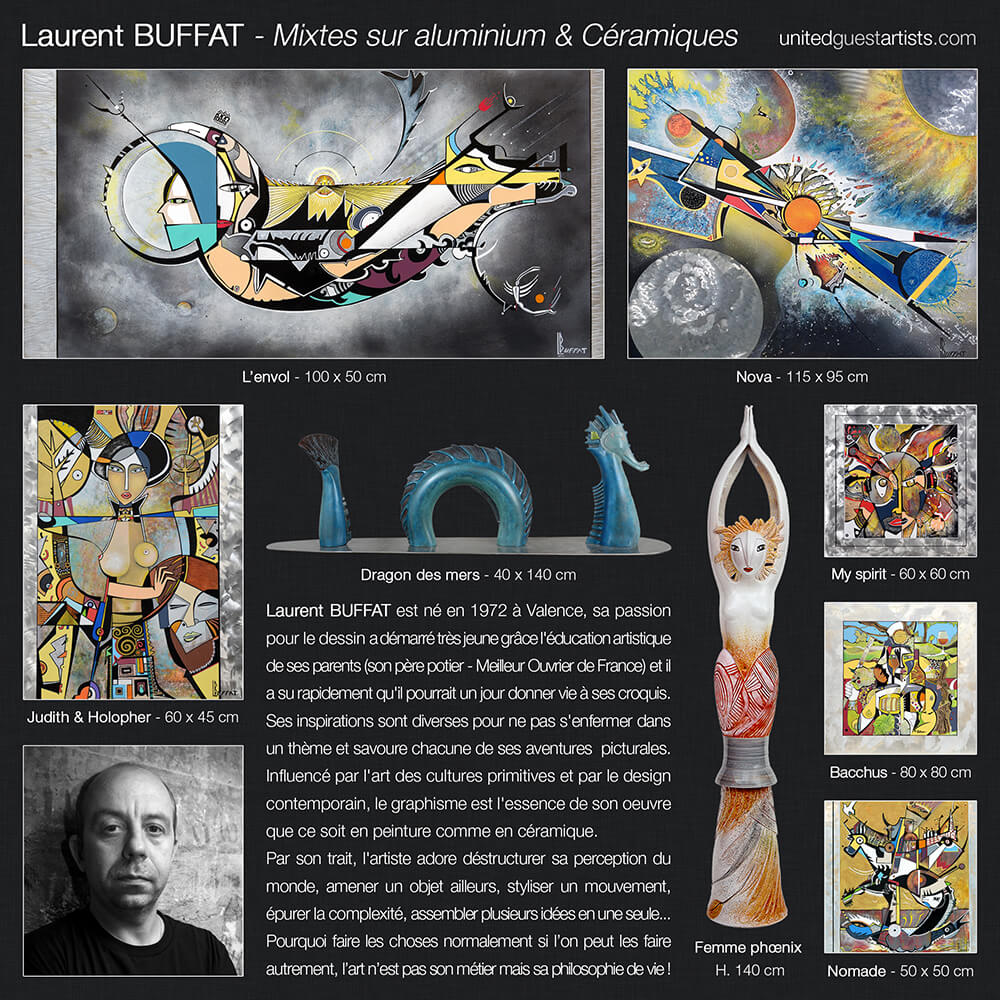 Laurent BUFFAT - Mixtes sur aluminium & Céramiques
unitedguestartists.com
BUFFAT
BUFFAT
L'envol - 100 x 50 cm
Nova - 115 x 95 cm
BUFFAT
Dragon des mers - 40 x 140 cm
My spirit - 60 x 60 cm
Judith & Holopher - 60 x 45 cm
Laurent BUFFAT est né en 1972 à Valence, sa passion
pour le dessin a démarré très jeune grâce l'éducation artistique
de ses parents (son père potier - Meilleur Ouvrier de France) et il
a su rapidement qu'il pourrait un jour donner vie à ses croquis.
Ses inspirations sont diverses pour ne pas s'enfermer dans
un thème et savoure chacune de ses aventures picturales.
Influencé par l'art des cultures primitives et par le design
contemporain, le graphisme est l'essence de son oeuvre
que ce soit en peinture comme en céramique.
Par son trait, l'artiste adore déstructurer sa perception du
monde, amener un objet ailleurs, styliser un mouvement,
épurer la complexité, assembler plusieurs idées en une seule...
Pourquoi faire les choses normalement si l'on peut les faire
autrement, l'art n'est pas son métier mais sa philosophie de vie !
Bacchus - 80 x 80 cm
Femme phœnix
H. 140 cm
Nomade - 50 x 50 cm